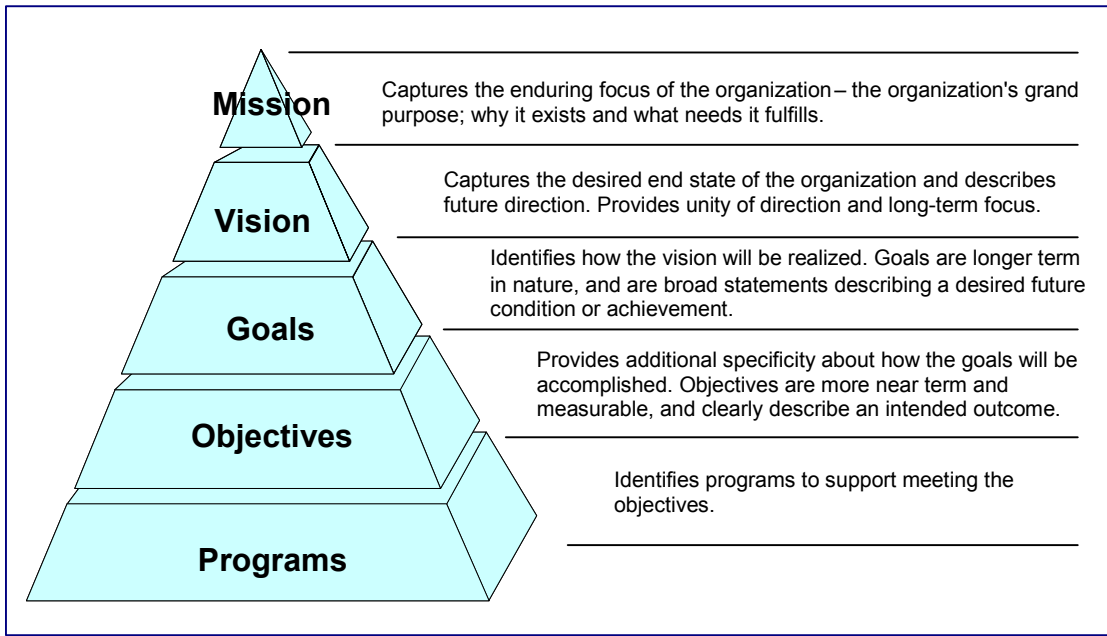 Mission
Captures the enduring focus of the organization – the organization's grand
purpose; why it exists and what needs it fulfills.
Vision
Captures the desired end state of the organization and describes
future direction. Provides unity of direction and long-term focus.
Goals
Identifies how the vision will be realized. Goals are longer term
in nature, and are broad statements describing a desired future
condition or achievement.
Objectives
Provides additional specificity about how the goals will be
accomplished. Objectives are more near term and
measurable, and clearly describe an intended outcome.
Programs
Identifies programs to support meeting the
objectives.